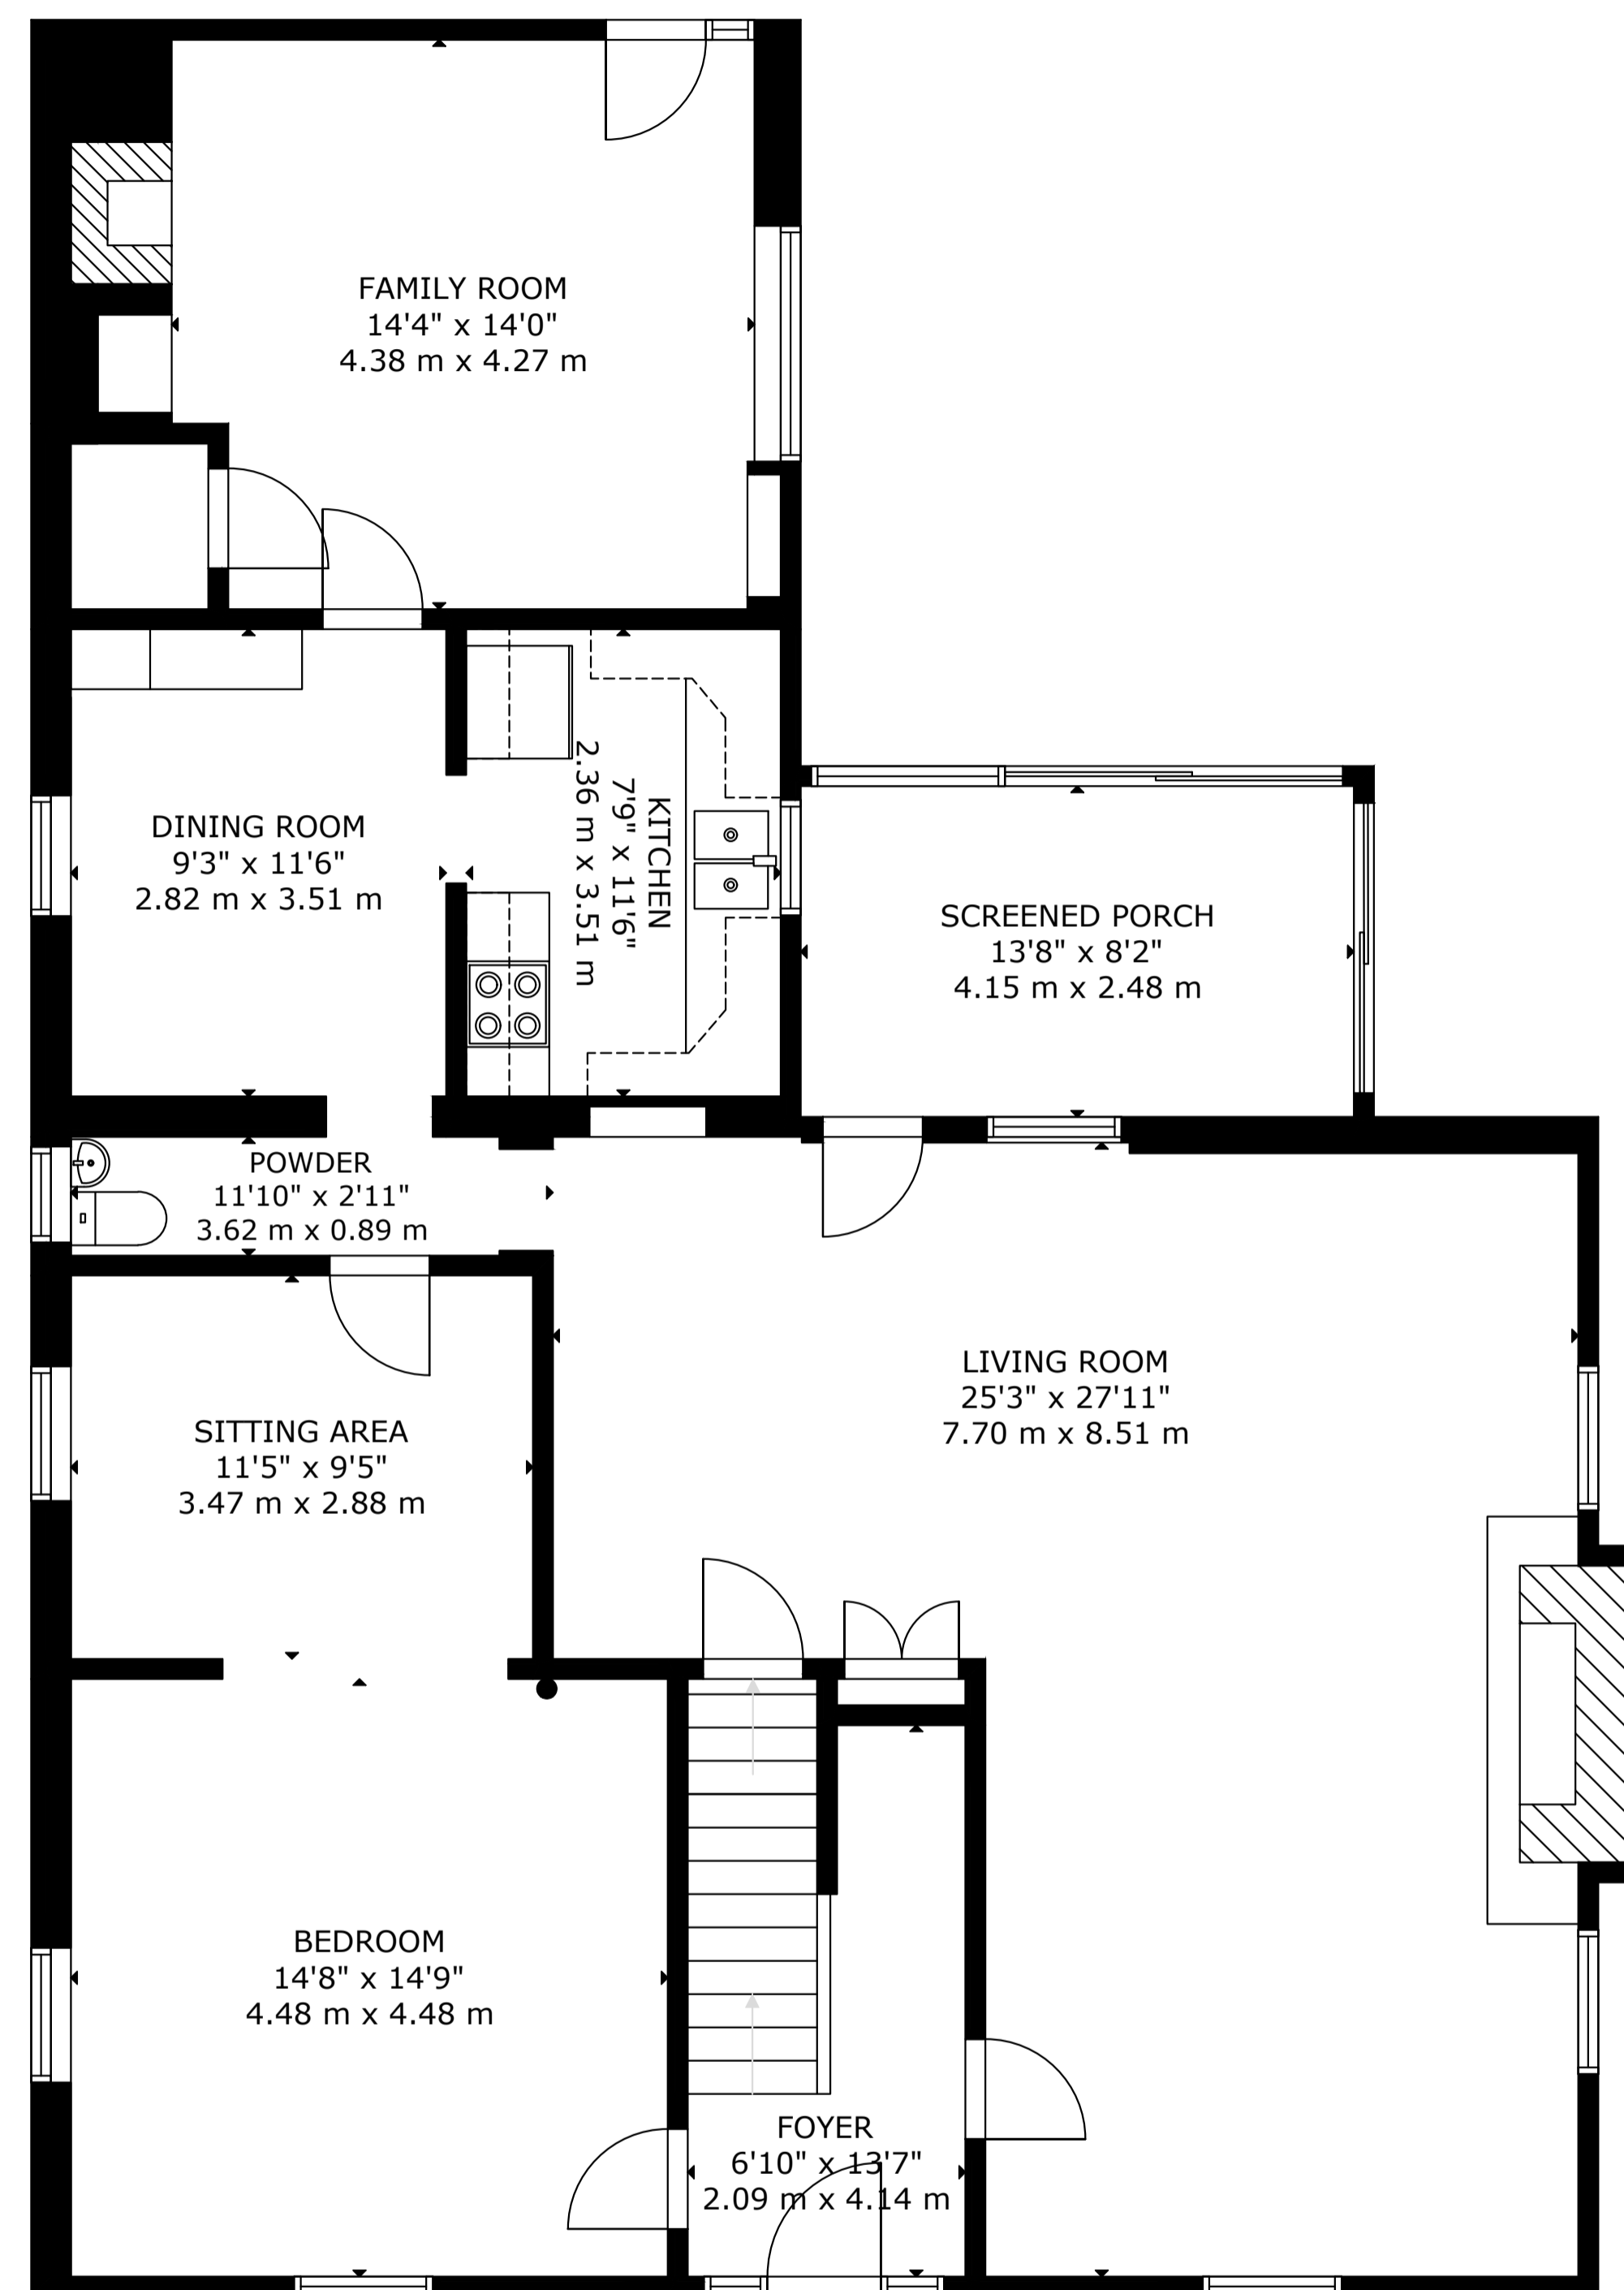 FAMILY ROOM
14'4" x 14'0"
4.38 m x 4.27 m
DINING ROOM
9'3" x 11'6"
2.82 m x 3.51 m
KITCHEN
7'9" x 11'6"
2.36 m x 3.51 m
SCREENED PORCH
13'8" x 8'2"
4.15 m x 2.48 m
POWDER
11'10" x 2'11"
3.62 m x 0.89 m
LIVING ROOM
25'3" x 27'11"
7.70 m x 8.51 m
SITTING AREA
11'5" x 9'5"
3.47 m x 2.88 m
BEDROOM
14'8" x 14'9"
4.48 m x 4.48 m
FOYER
6'10" x 13'7"
2.09 m x 4.14 m